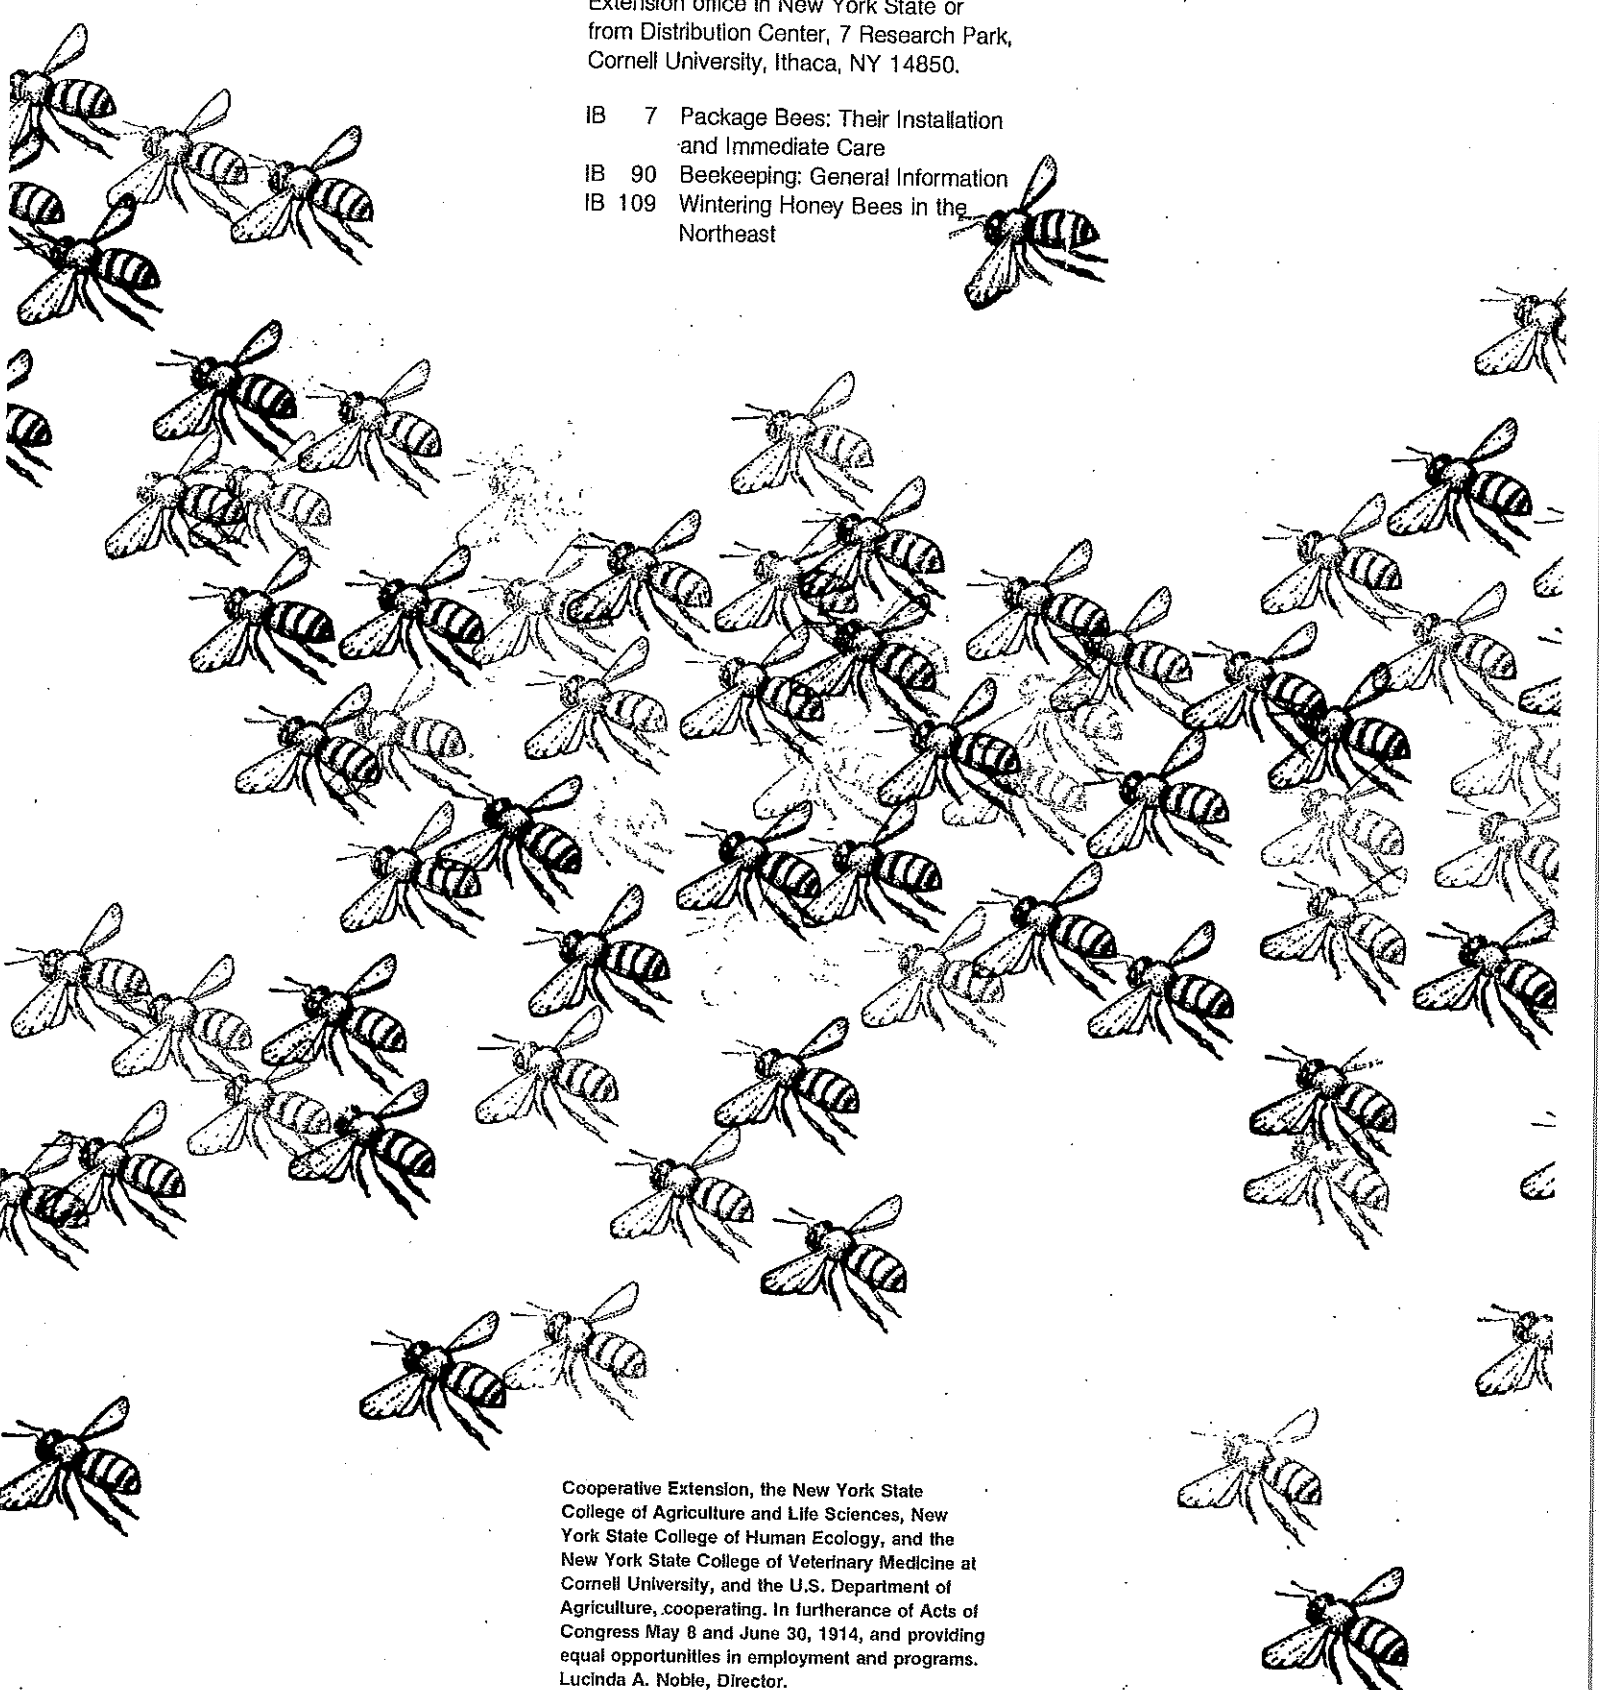 Extension office in New York State or
from Distribution Center, 7 Research Park,
Cornell University, Ithaca, NY 14850.
IB 7 Package Bees: Their Installation
and Immediate Care
IB 90 Beekeeping: General Information
IB 109 Wintering Honey Bees in the
Northeast
Cooperative Extension, the New York State
College of Agriculture and Life Sciences, New
York State College of Human Ecology, and the
New York State College of Veterinary Medicine at
Cornell University, and the U.S. Department of
Agriculture, cooperating. In furtherance of Acts of
Congress May 8 and June 30, 1914, and providing
equal opportunities in employment and programs.
Lucinda A. Noble, Director.